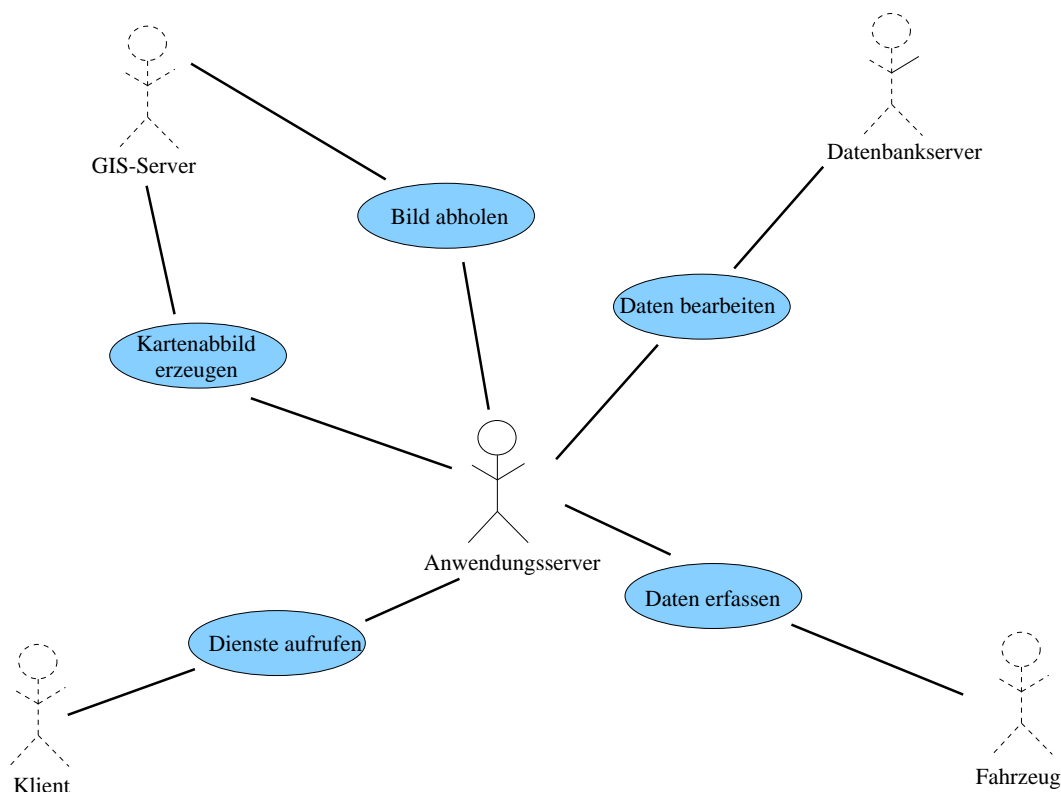 Datenbankserver
GIS-Server
Bild abholen
Daten bearbeiten
Kartenabbild
erzeugen
Anwendungsserver
Daten erfassen
Dienste aufrufen
Fahrzeug
Klient